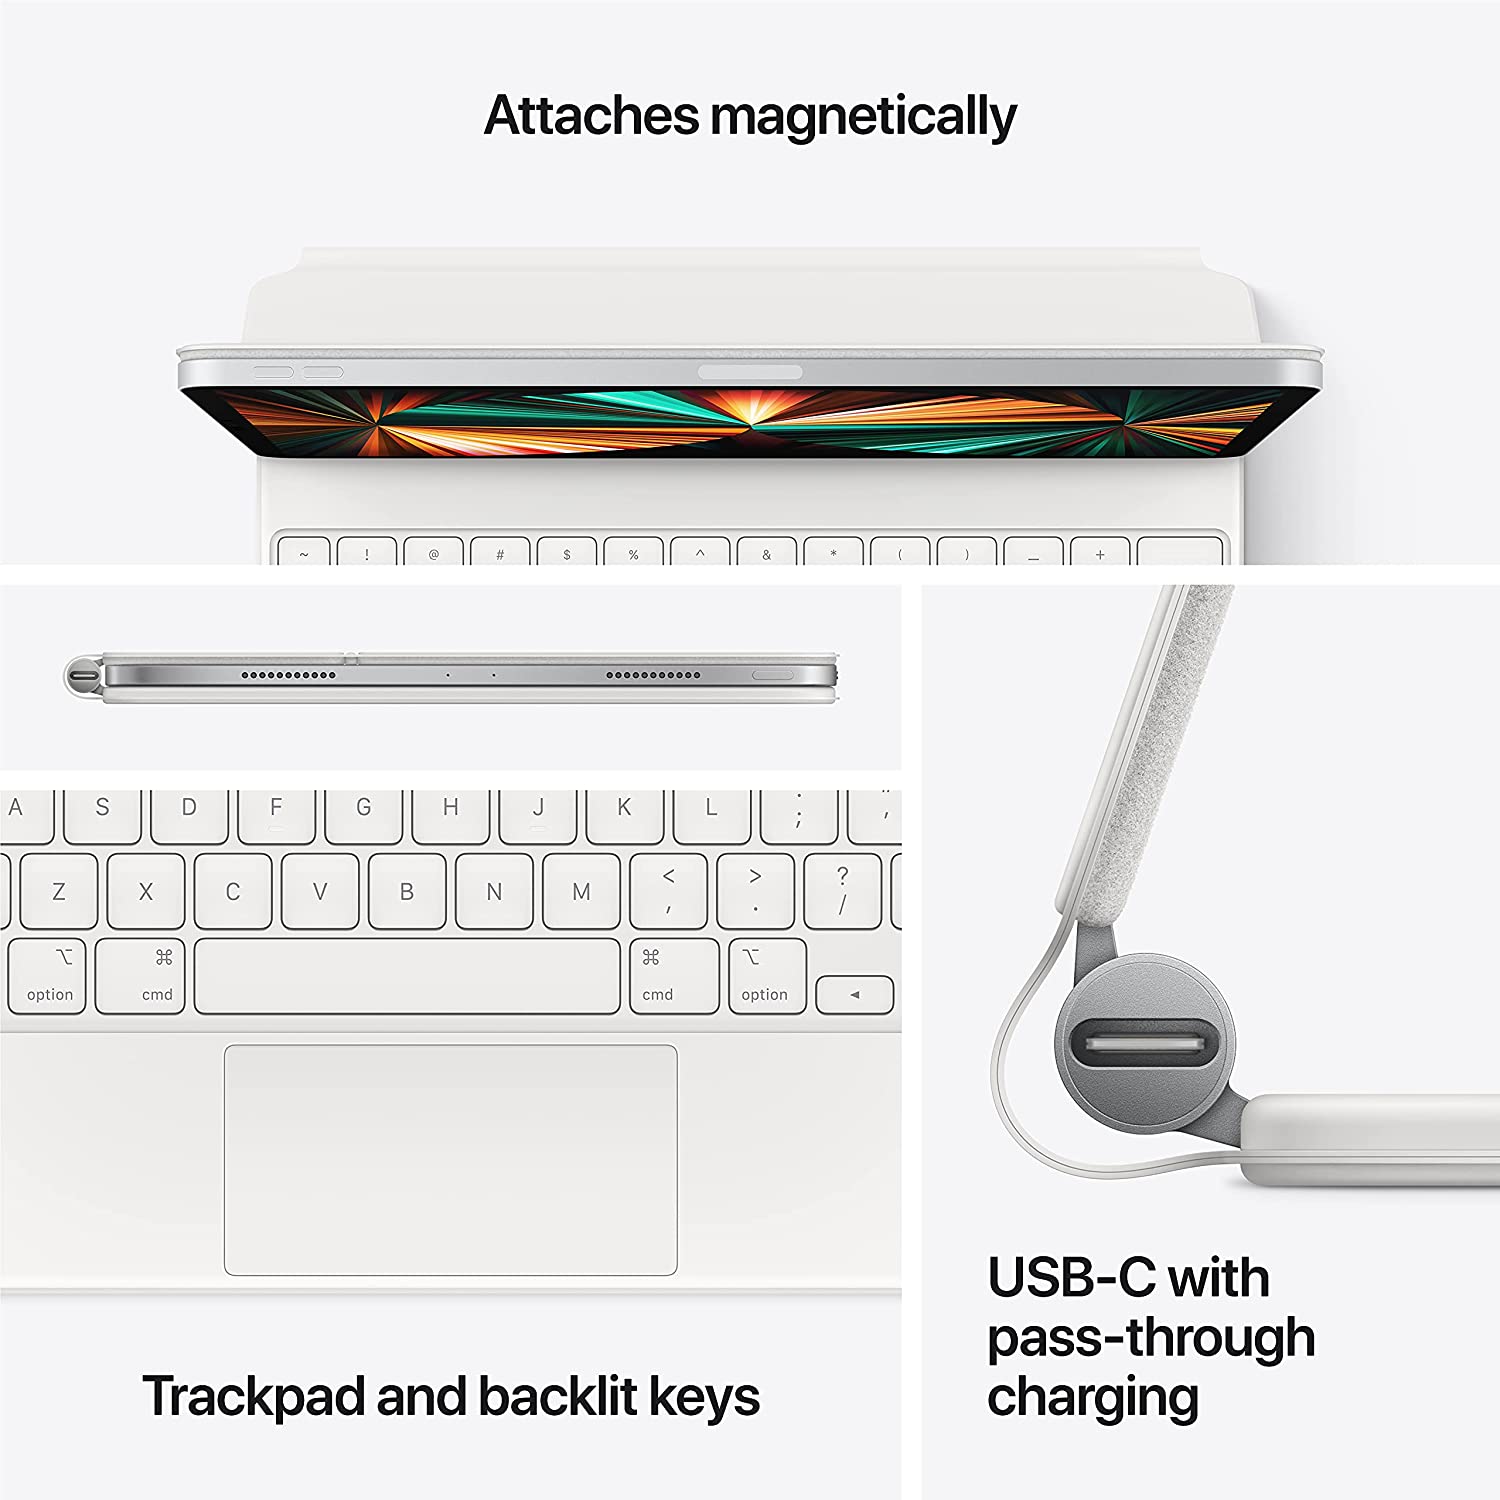 Attaches magnetically
~ ! @ # $ % ^ & * ( ) _ +
A S D F G H J K L : ; " '
Z X C V B N M < , > . ? /
⌥ option ⌘ cmd ⌘ cmd ⌥ option ◄
Trackpad and backlit keys
USB-C with
pass-through
charging